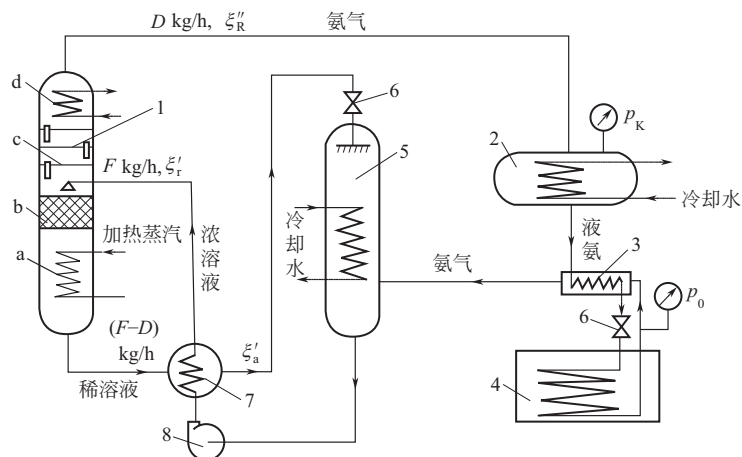 D kg/h, ξ″R
氨气
d
1
c
F kg/h, ξ′r
b
加热蒸汽
a
浓溶液
(F–D)
kg/h
稀溶液
ξ′a
7
8
6
5
冷却水
氨气
pK
2
冷却水
液氨
3
p0
6
4